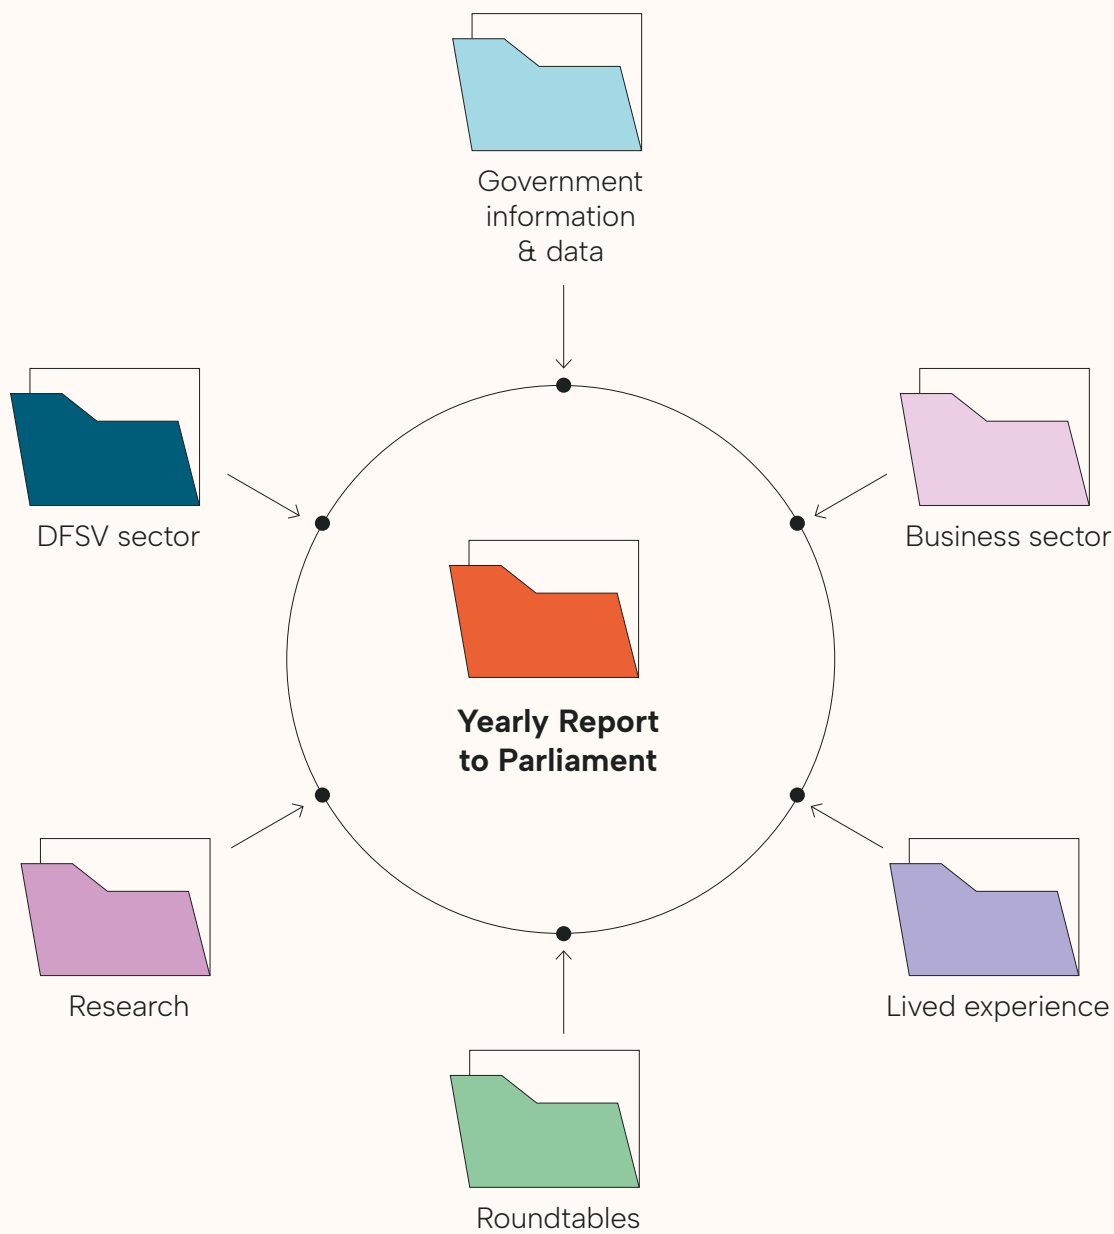 Government
information
& data
DFSV sector
Business sector
Yearly Report
to Parliament
Research
Lived experience
Roundtables